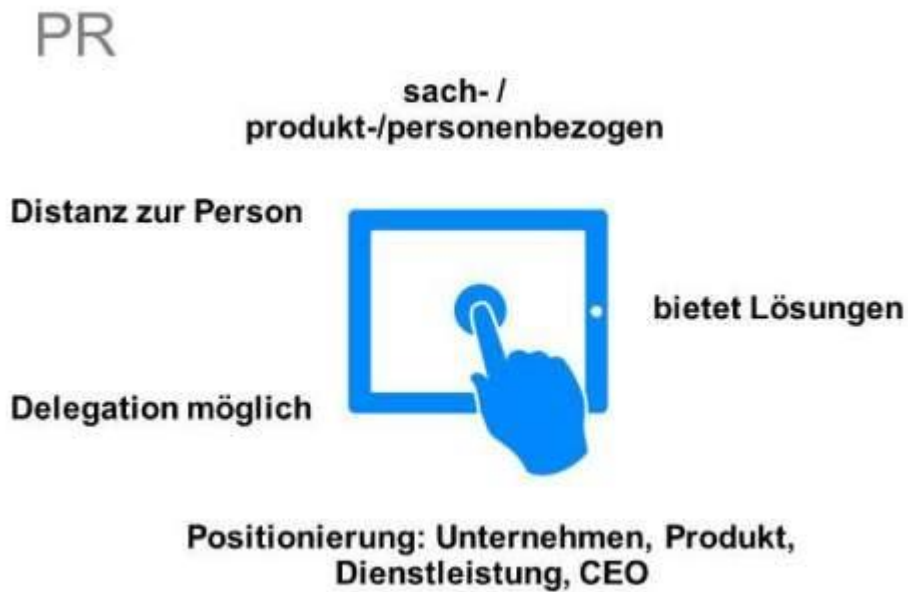 PR
sach- /
produkt-/personenbezogen
Distanz zur Person
bietet Lösungen
Delegation möglich
Positionierung: Unternehmen, Produkt,
Dienstleistung, CEO